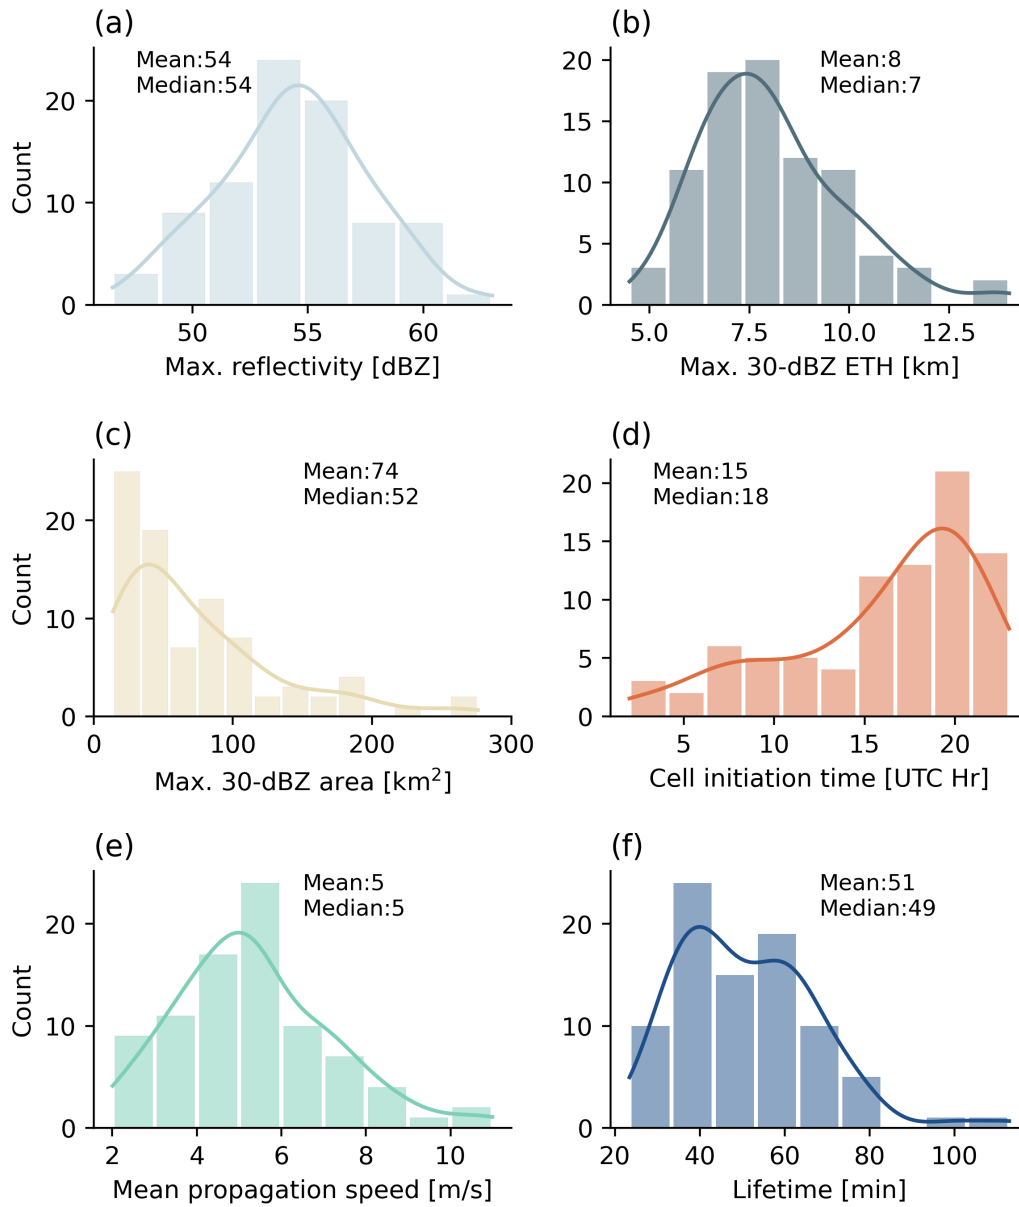 (a)
Mean:54
Median:54
Count
20
10
0
50 55 60
Max. reflectivity [dBZ]
(b)
Mean:8
Median:7
20
15
10
5
0
5.0 7.5 10.0 12.5
Max. 30-dBZ ETH [km]
(c)
Mean:74
Median:52
Count
20
10
0
0 100 200 300
Max. 30-dBZ area [km²]
(d)
Mean:15
Median:18
20
15
10
5
0
5 10 15 20
Cell initiation time [UTC Hr]
(e)
Mean:5
Median:5
Count
20
10
0
2 4 6 8 10
Mean propagation speed [m/s]
(f)
Mean:51
Median:49
20
10
0
20 40 60 80 100
Lifetime [min]